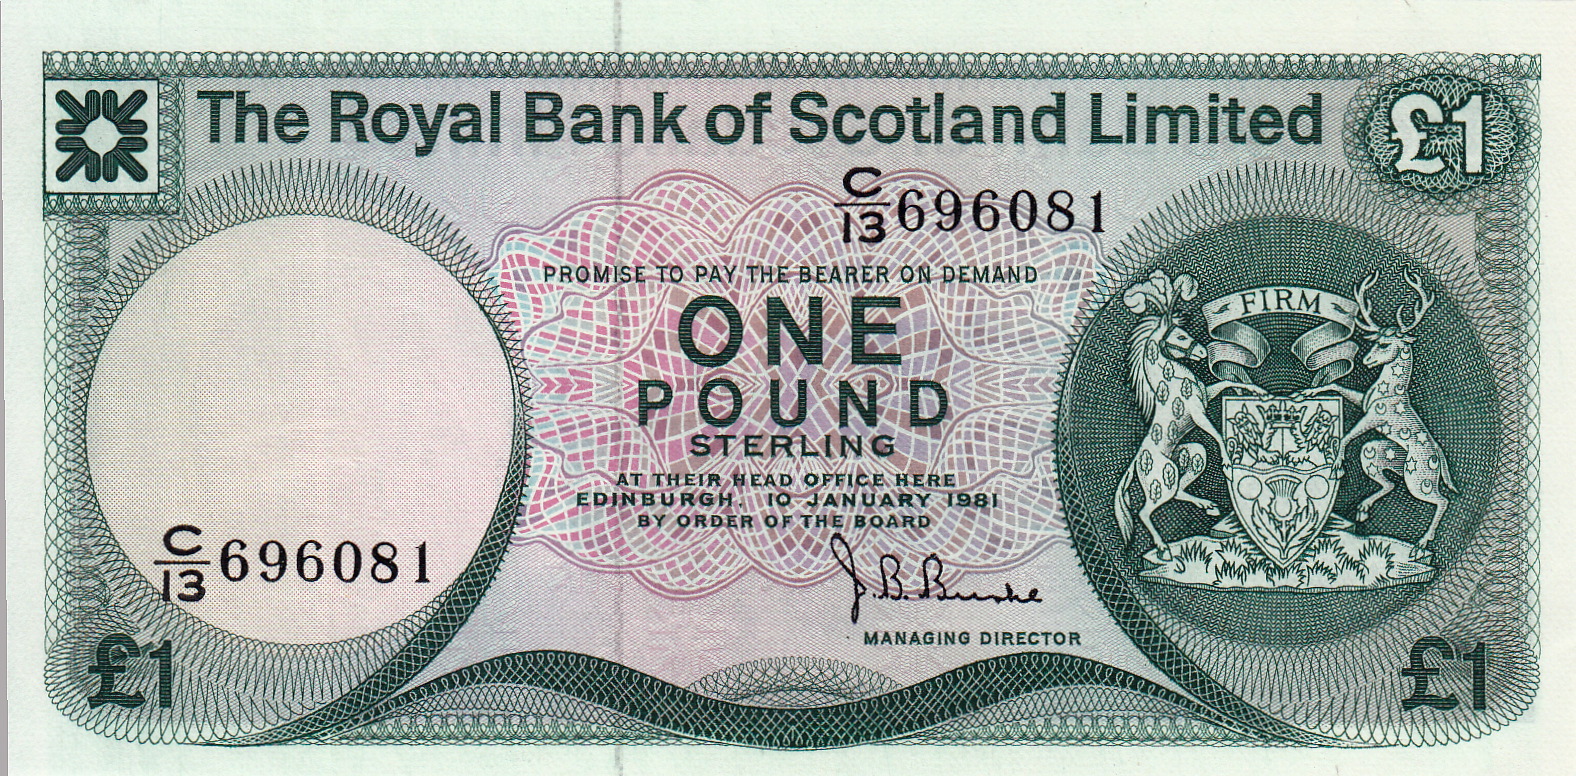 The Royal Bank of Scotland Limited
£1
C/13 696081
PROMISE TO PAY THE BEARER ON DEMAND
FIRM
ONE
POUND
STERLING
AT THEIR HEAD OFFICE HERE
EDINBURGH, 10 JANUARY 1981
BY ORDER OF THE BOARD
C/13 696081
J. B. Burke
MANAGING DIRECTOR
£1
£1